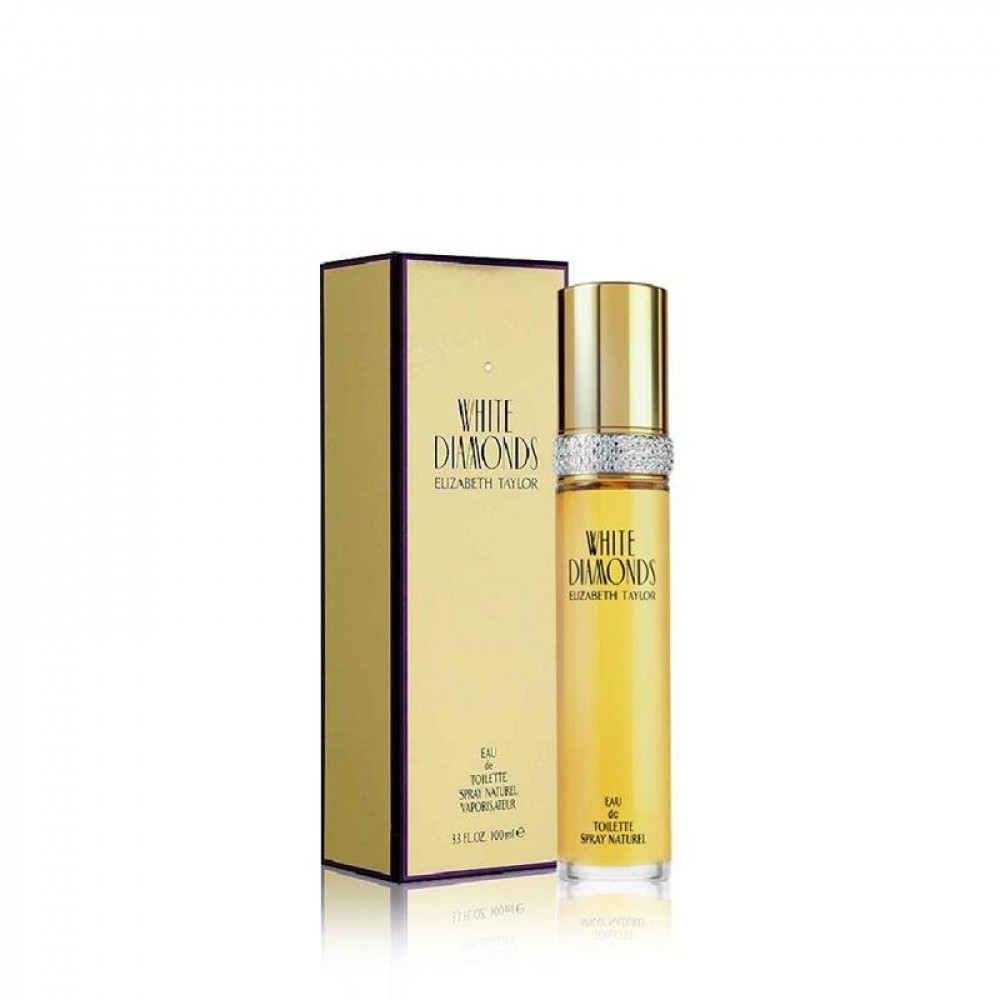 WHITE
DIAMONDS
ELIZABETH TAYLOR
EAU
de
TOILETTE
SPRAY NATUREL
VAPORISATEUR
3.3 FL.OZ. 100ml ℮
WHITE
DIAMONDS
ELIZABETH TAYLOR
EAU
de
TOILETTE
SPRAY NATUREL